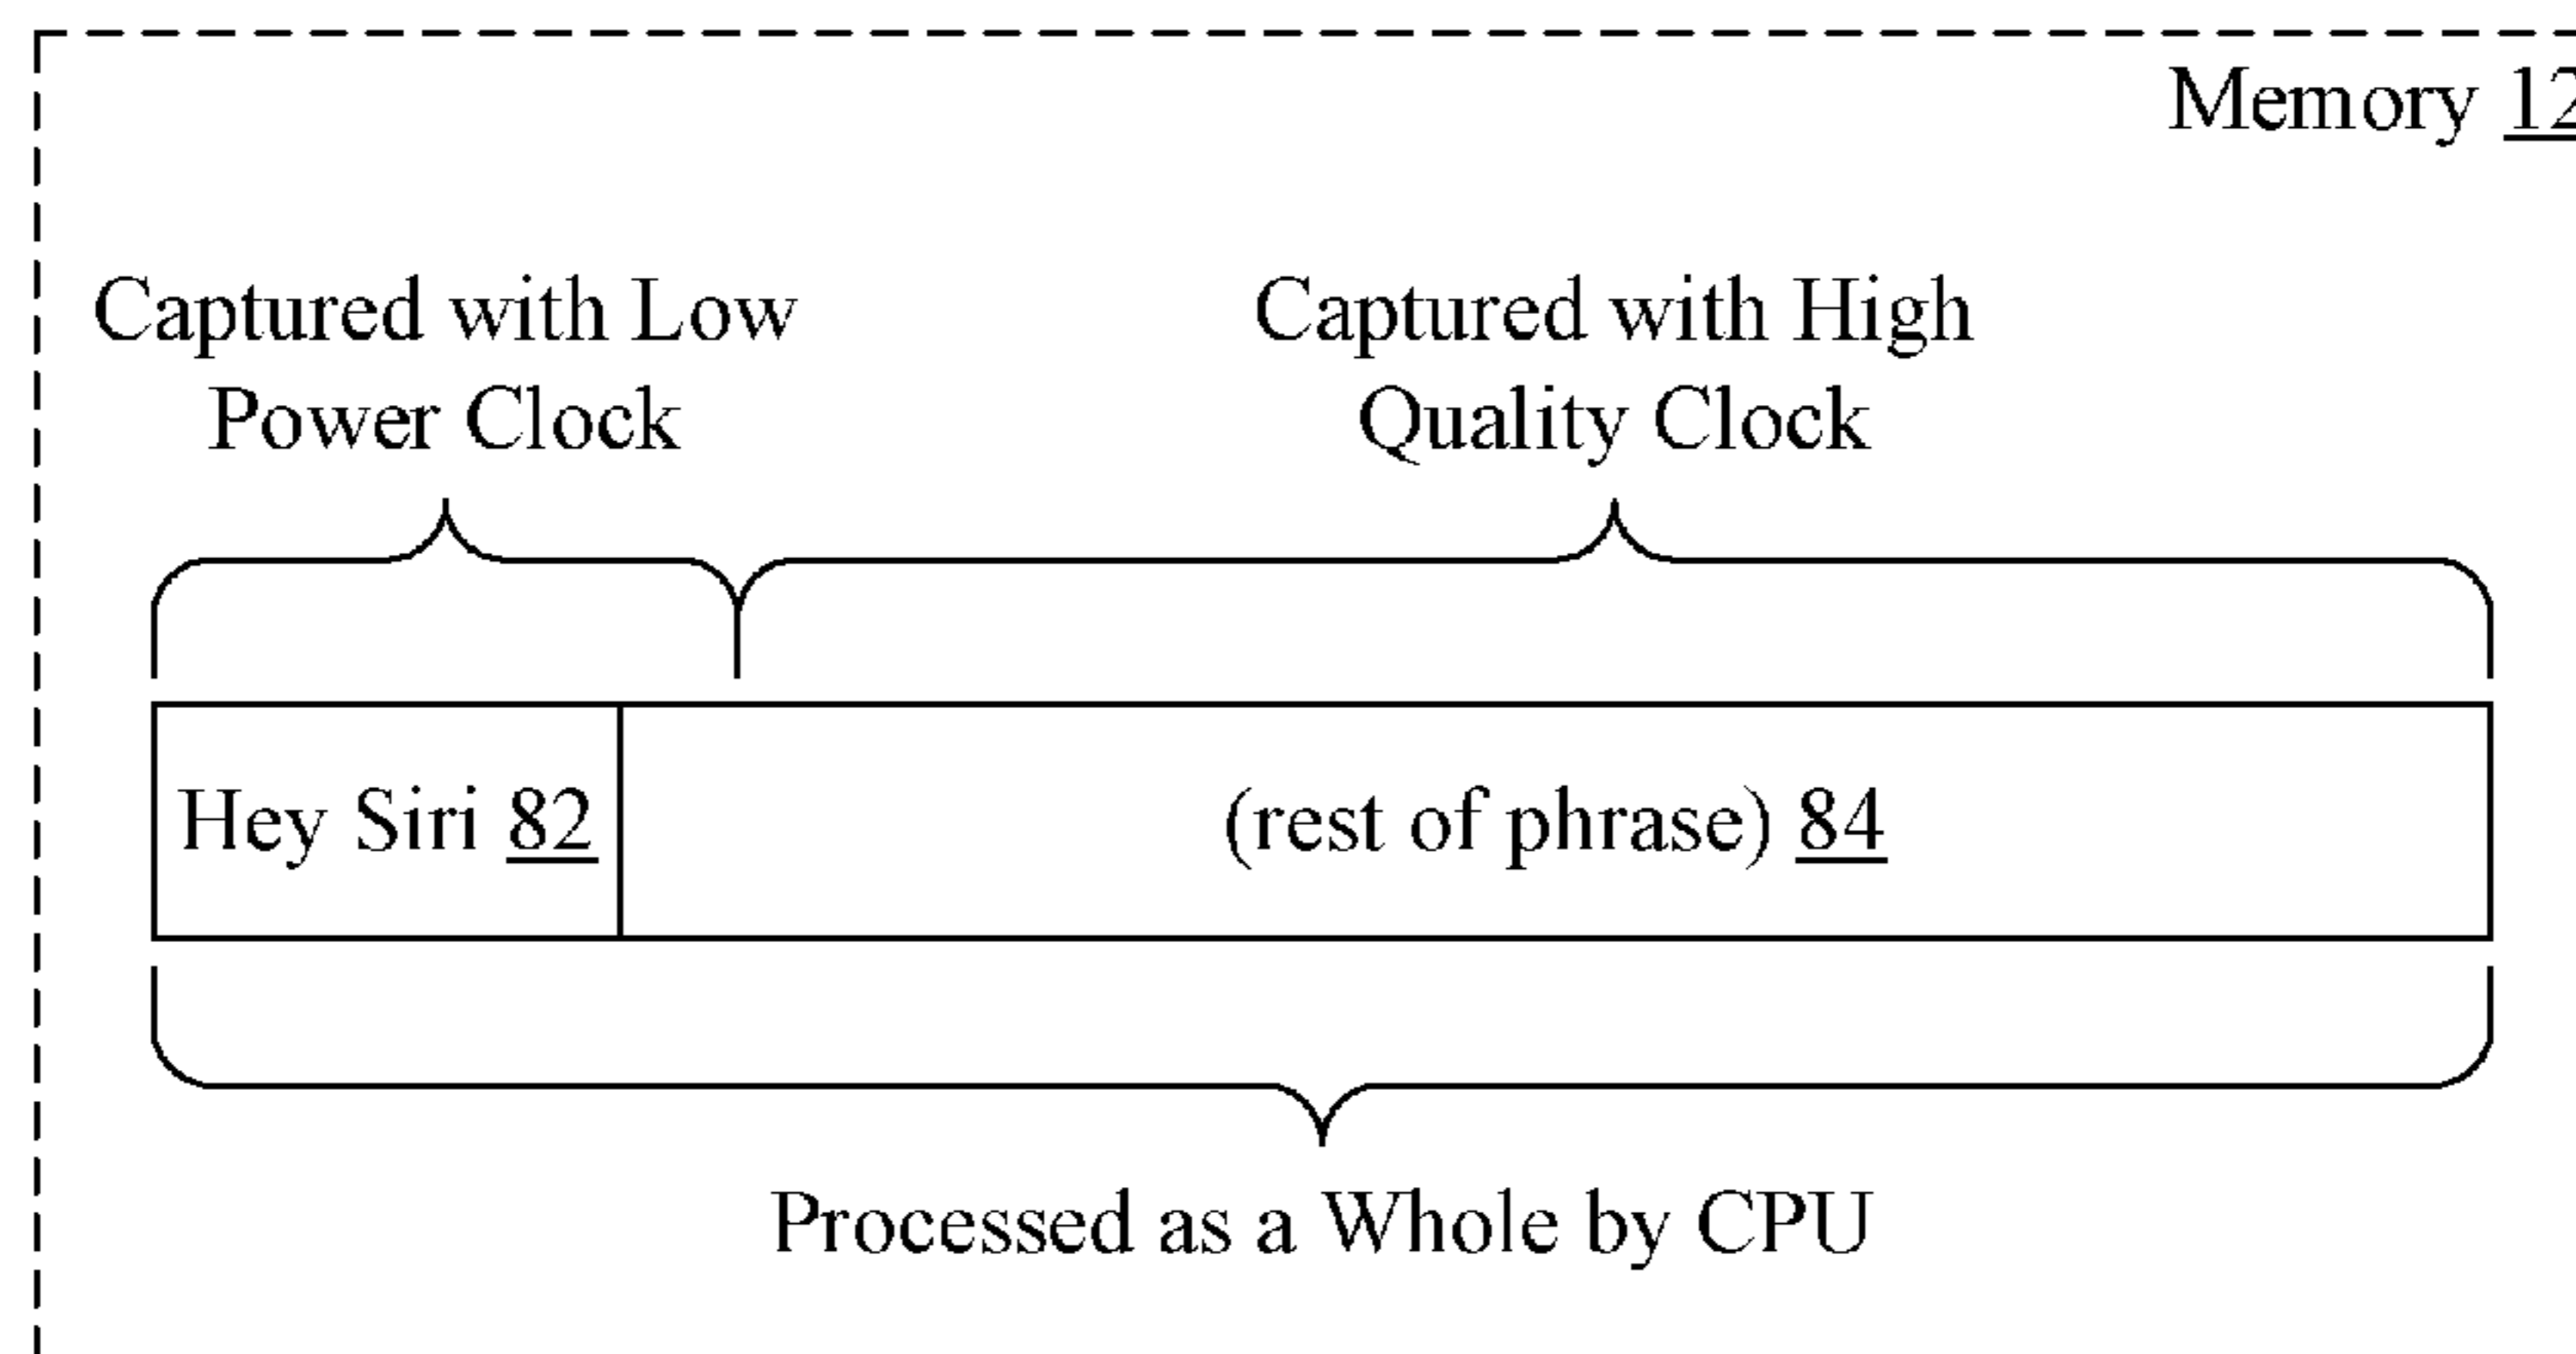 Memory 12
Captured with Low
Power Clock
Captured with High
Quality Clock
Hey Siri 82
(rest of phrase) 84
Processed as a Whole by CPU